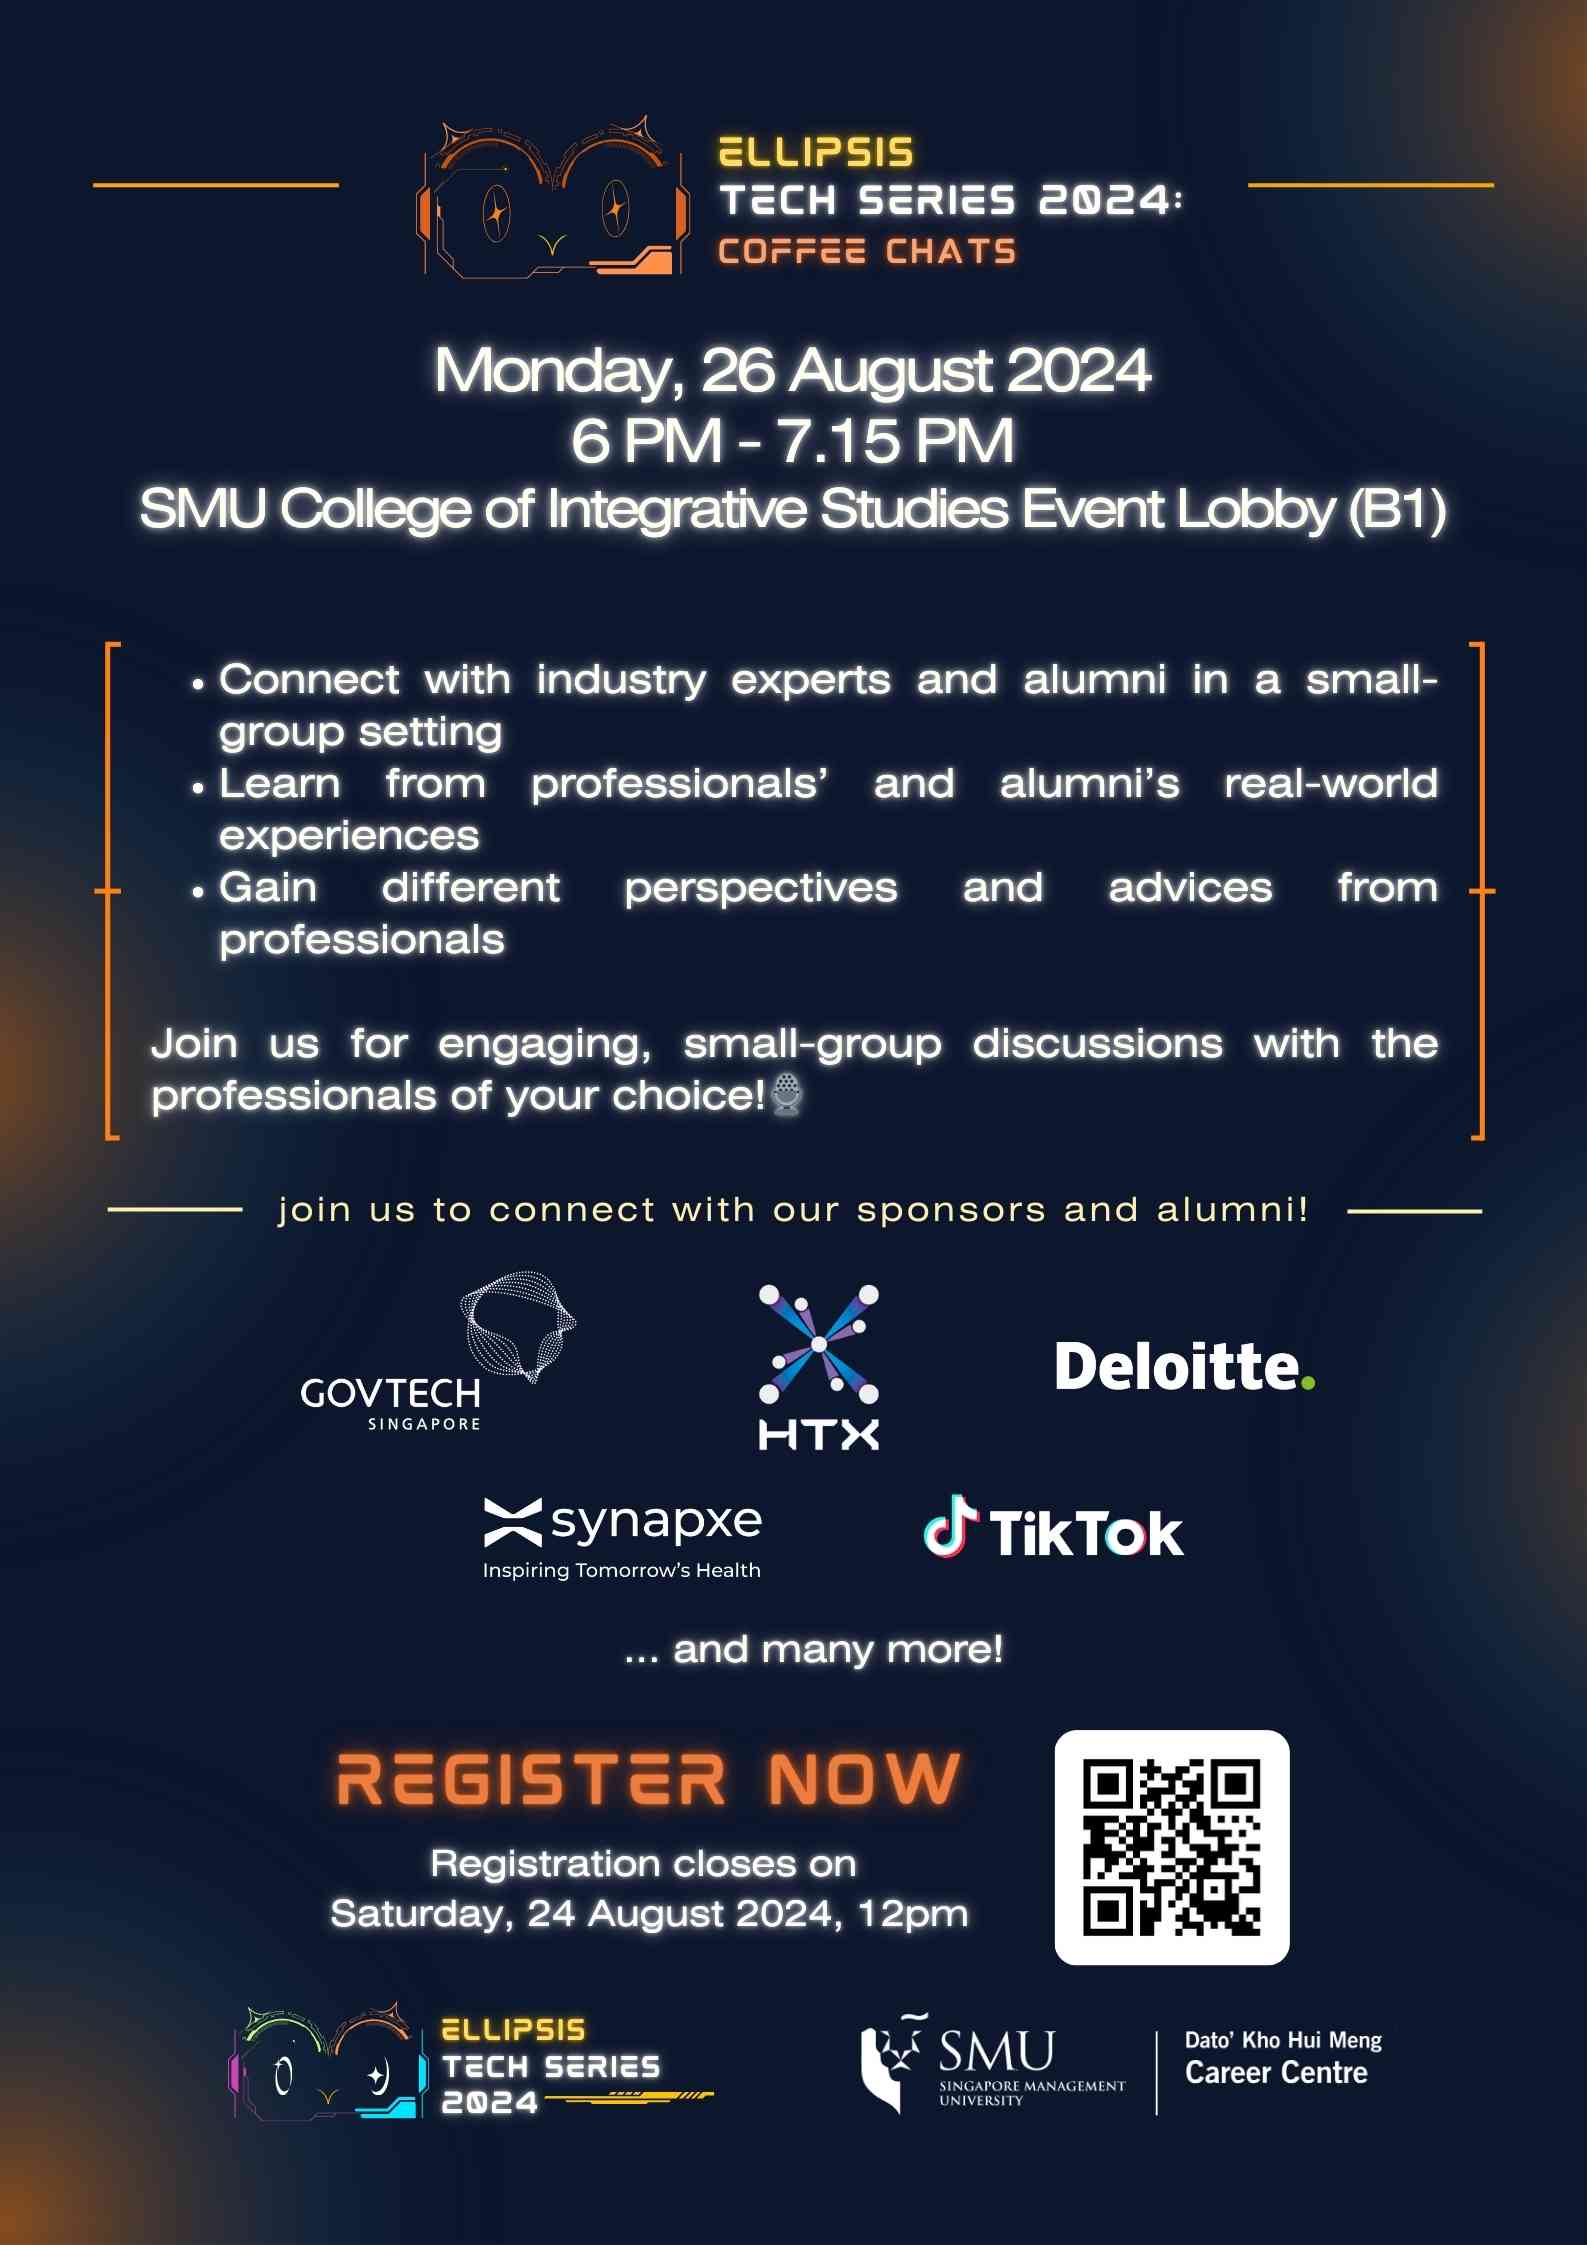 ELLIPSIS
TECH SERIES 2024:
COFFEE CHATS
Monday, 26 August 2024
6 PM - 7.15 PM
SMU College of Integrative Studies Event Lobby (B1)
• Connect with industry experts and alumni in a small-
group setting
• Learn from professionals’ and alumni’s real-world
experiences
• Gain different perspectives and advices from
professionals
Join us for engaging, small-group discussions with the
professionals of your choice!🎙️
join us to connect with our sponsors and alumni!
GOVTECH
SINGAPORE
HTX
Deloitte.
synapxe
Inspiring Tomorrow’s Health
TikTok
... and many more!
REGISTER NOW
Registration closes on
Saturday, 24 August 2024, 12pm
ELLIPSIS
TECH SERIES
2024
SMU
SINGAPORE MANAGEMENT
UNIVERSITY
Dato’ Kho Hui Meng
Career Centre